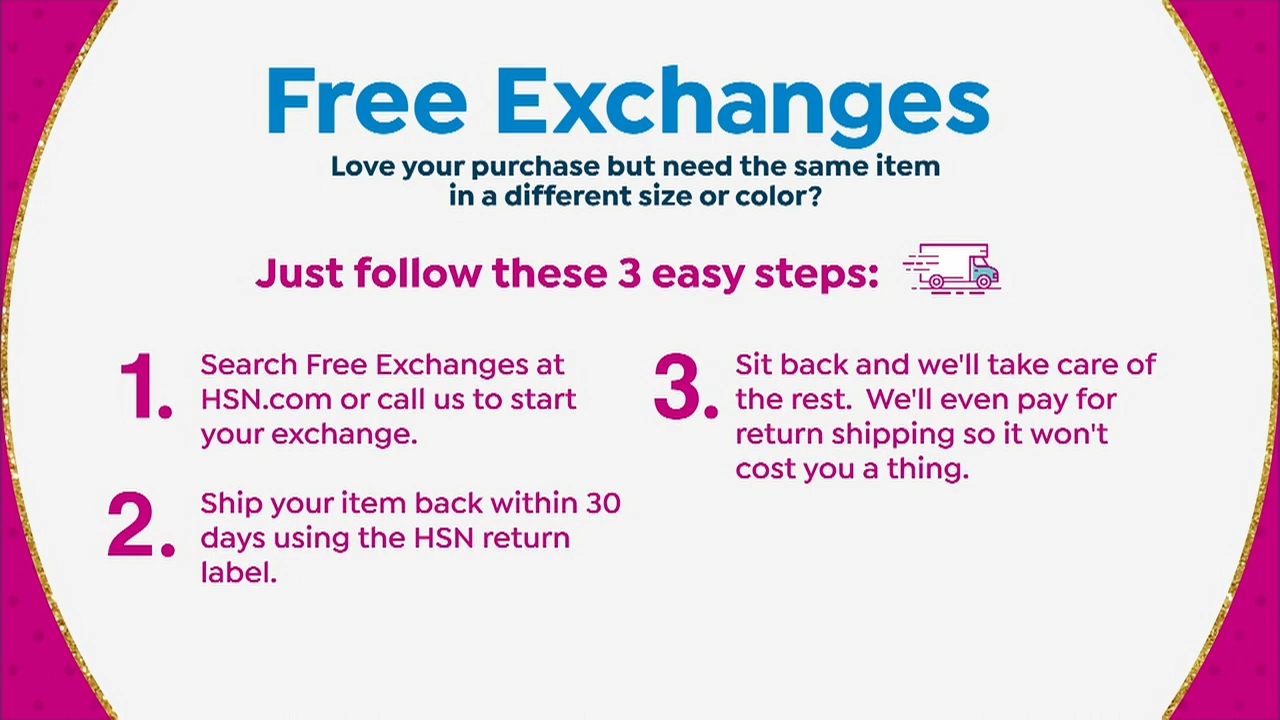 Free Exchanges
Love your purchase but need the same item
in a different size or color?
Just follow these 3 easy steps:
1. Search Free Exchanges at
HSN.com or call us to start
your exchange.
2. Ship your item back within 30
days using the HSN return
label.
3. Sit back and we'll take care of
the rest.  We'll even pay for
return shipping so it won't
cost you a thing.